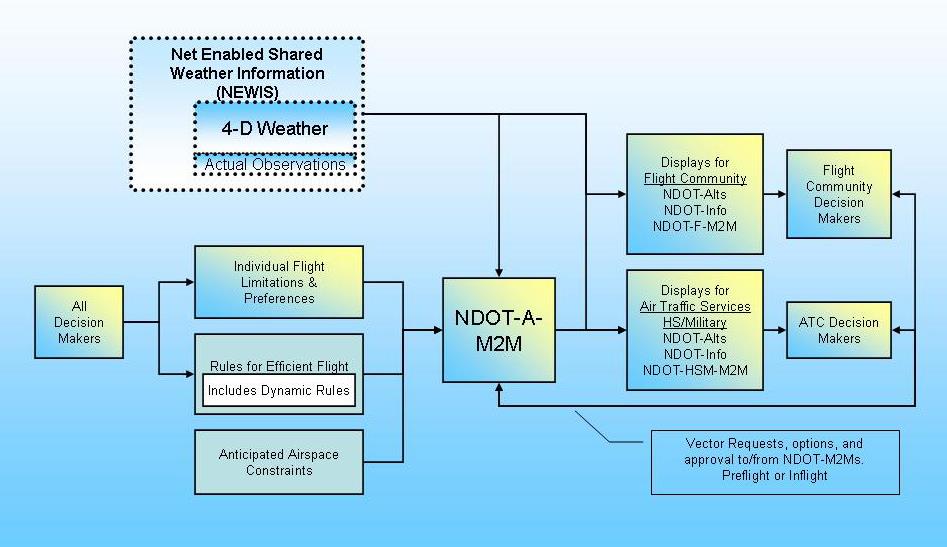 Net Enabled Shared
Weather Information
(NEWIS)
4-D Weather
Actual Observations
Displays for
Flight Community
NDOT-Alts
NDOT-Info
NDOT-F-M2M
Flight
Community
Decision
Makers
Individual Flight
Limitations &
Preferences
All
Decision
Makers
NDOT-A-
M2M
Displays for
Air Traffic Services
HS/Military
NDOT-Alts
NDOT-Info
NDOT-HSM-M2M
ATC Decision
Makers
Rules for Efficient Flight
Includes Dynamic Rules
Anticipated Airspace
Constraints
Vector Requests, options, and
approval to/from NDOT-M2Ms.
Preflight or Inflight